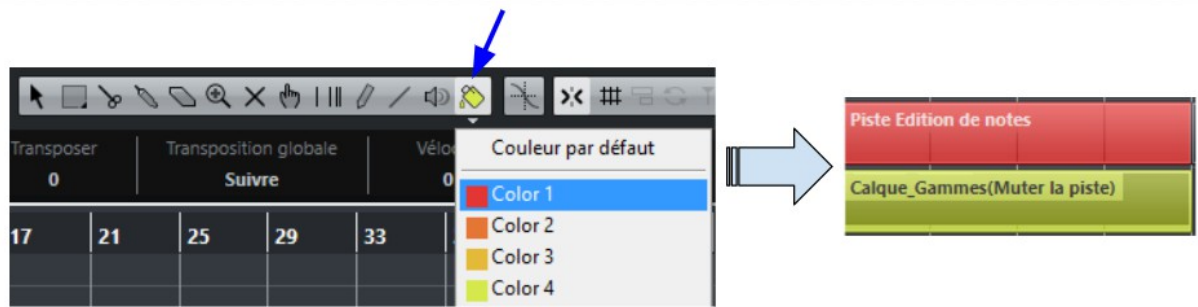 Transposer Transposition globale
0 Suivre 0
Couleur par défaut
17 21 25 29 33
Color 1
Color 2
Color 3
Color 4
Piste Edition de notes
Calque_Gammes(Muter la piste)